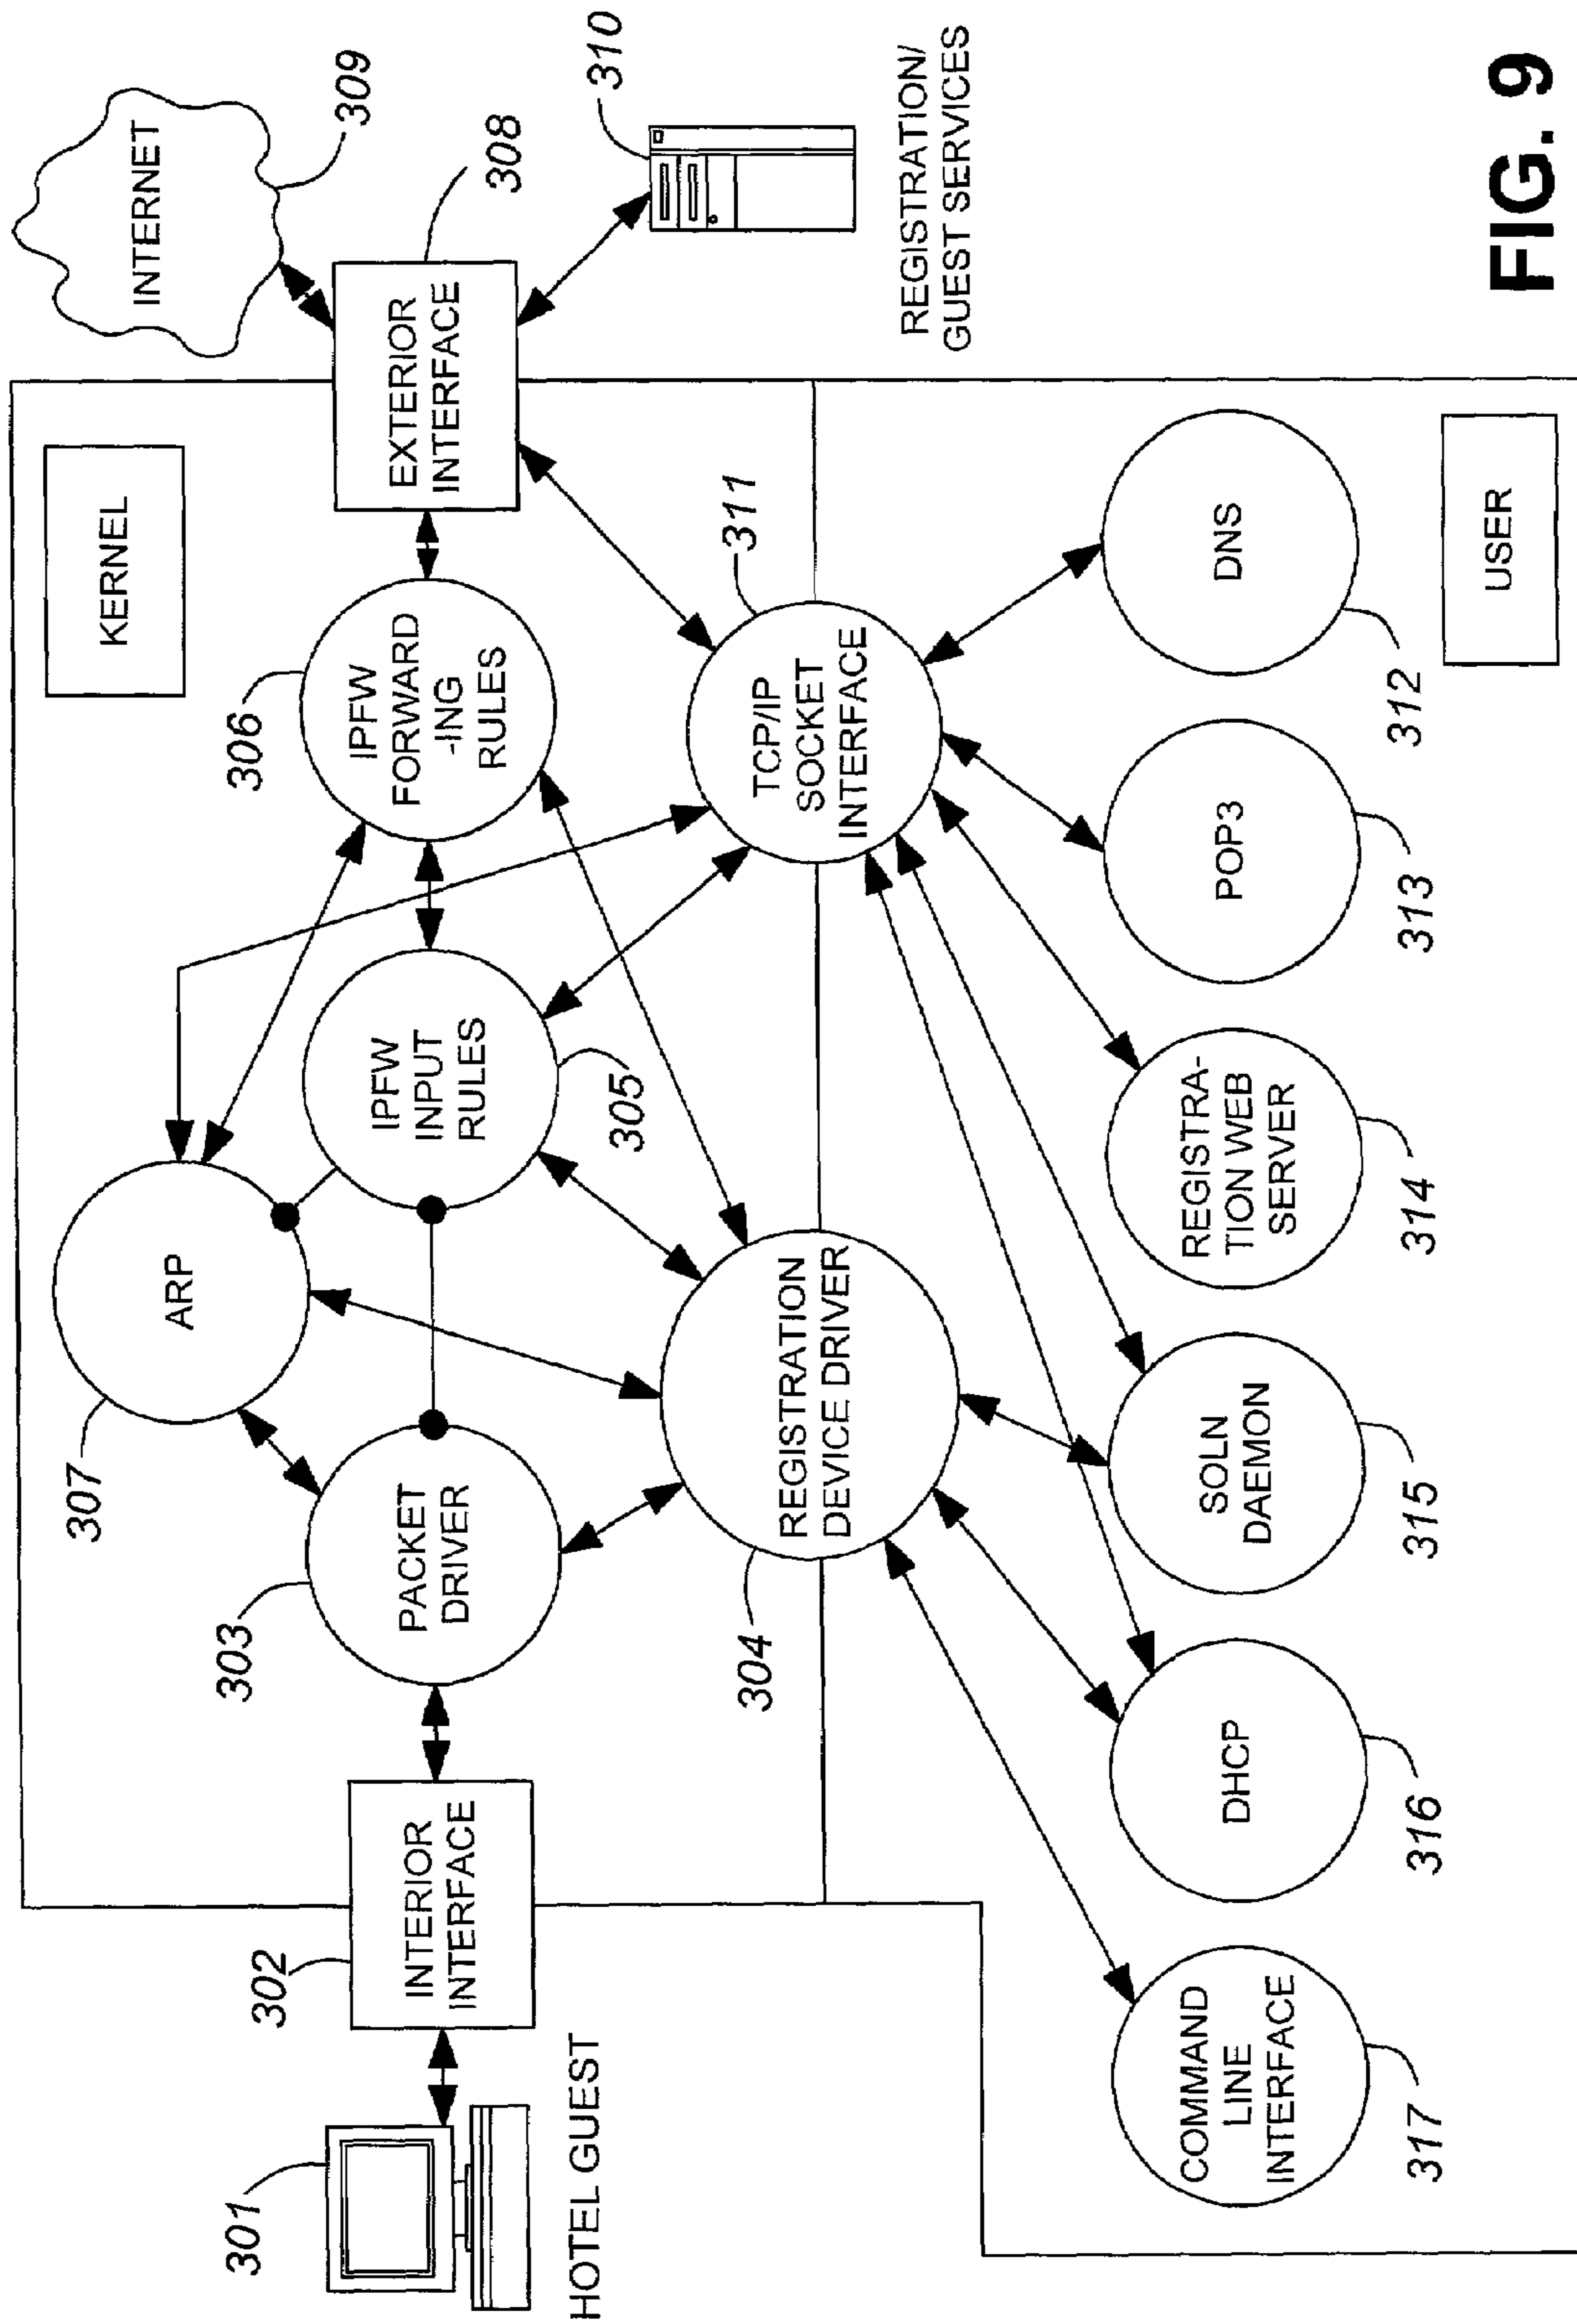 INTERNET
309
308
310
REGISTRATION/
GUEST SERVICES
FIG. 9
KERNEL
EXTERIOR
INTERFACE
306
IPFW
FORWARD
-ING
RULES
311
TCP/IP
SOCKET
INTERFACE
DNS
312
USER
IPFW
INPUT
RULES
305
POP3
313
ARP
307
REGISTRATION
DEVICE DRIVER
304
REGISTRA-
TION WEB
SERVER
314
PACKET
DRIVER
303
SOLN
DAEMON
315
INTERIOR
INTERFACE
302
DHCP
316
301
HOTEL GUEST
COMMAND
LINE
INTERFACE
317